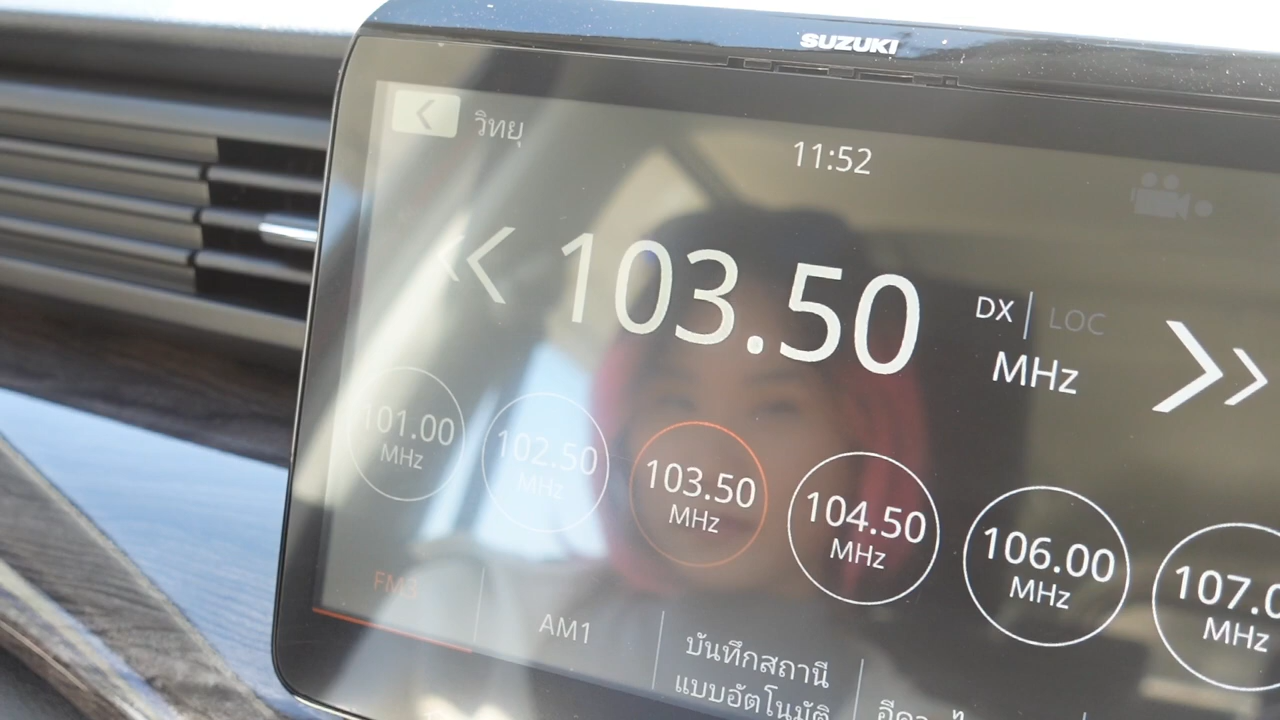 SUZUKI
วิทยุ
11:52
103.50
DX
LOC
MHz
101.00
MHz
102.50
MHz
103.50
MHz
104.50
MHz
106.00
MHz
107.0
MHz
FM3
AM1
บันทึกสถานี
แบบอัตโนมัติ